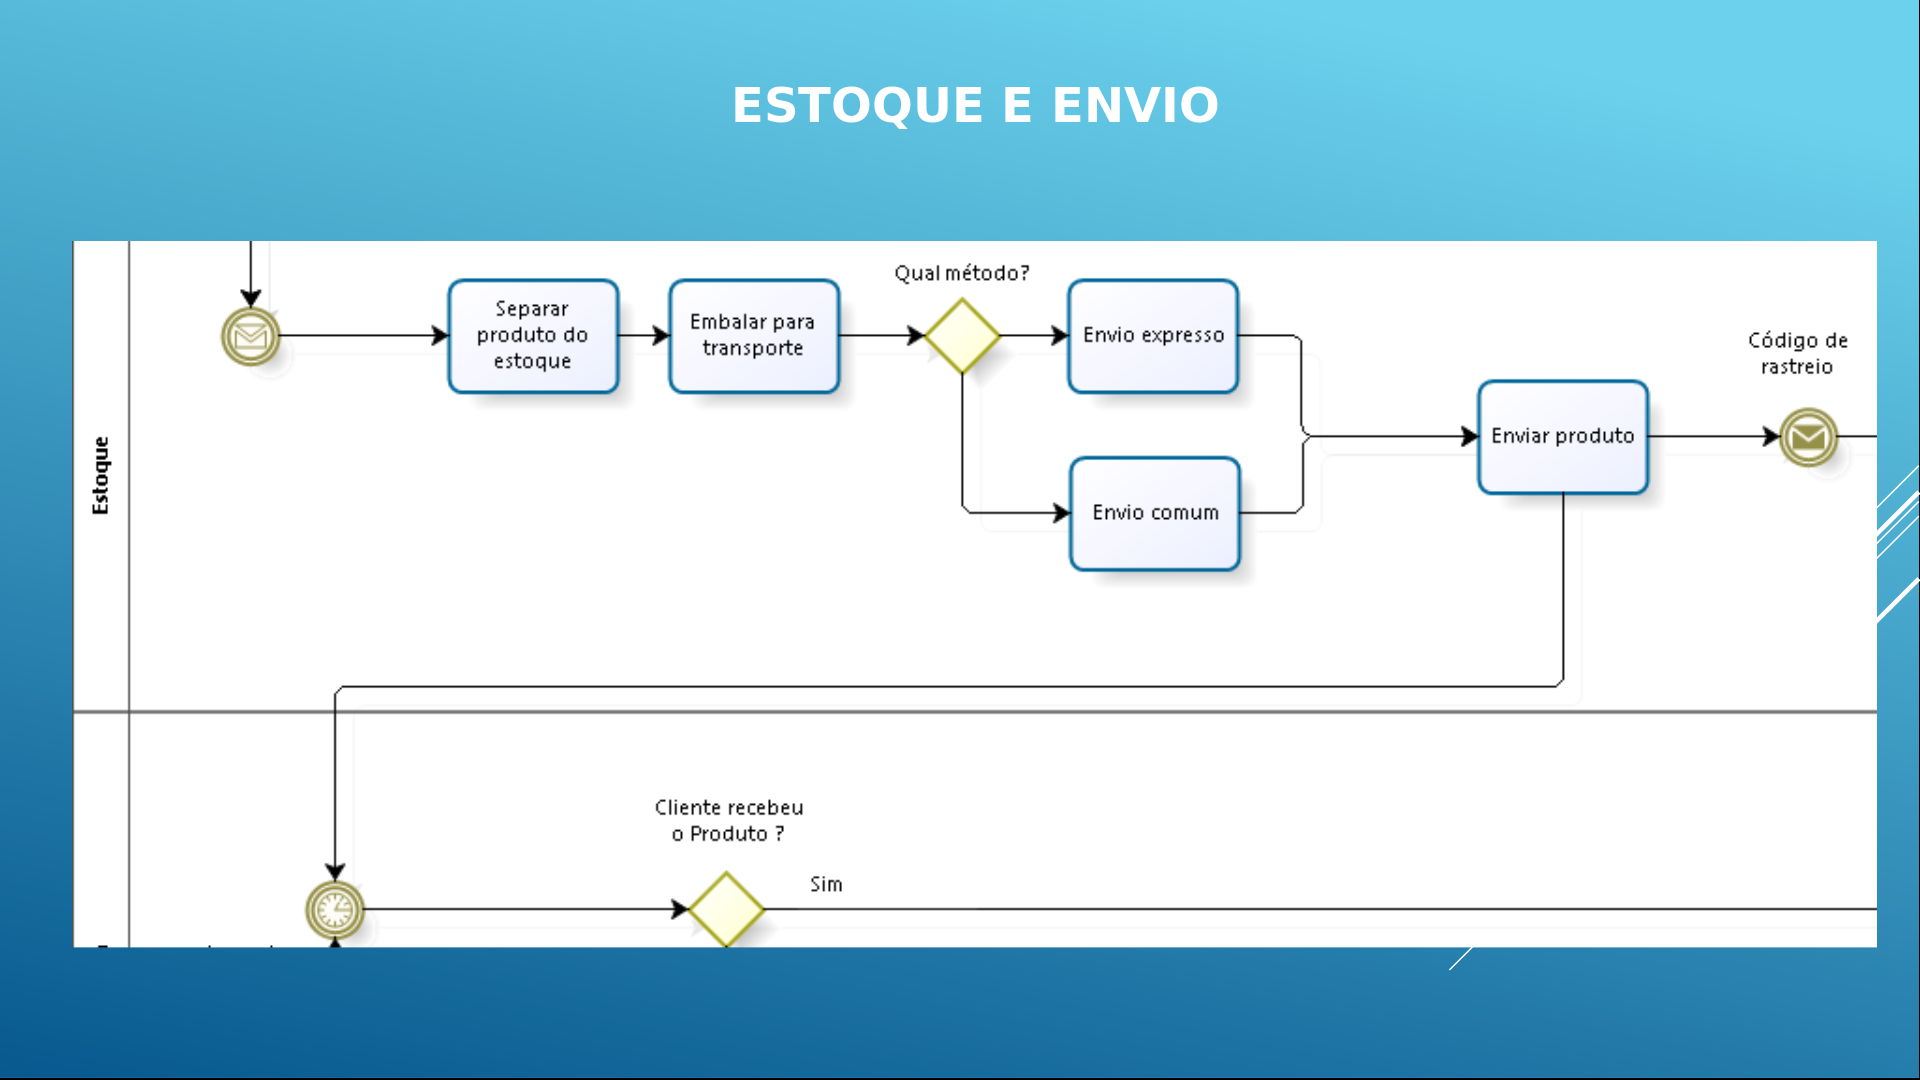 ESTOQUE E ENVIO
Estoque
Separar
produto do
estoque
Embalar para
transporte
Qual método?
Envio expresso
Envio comum
Enviar produto
Código de
rastreio
Cliente recebeu
o Produto ?
Sim